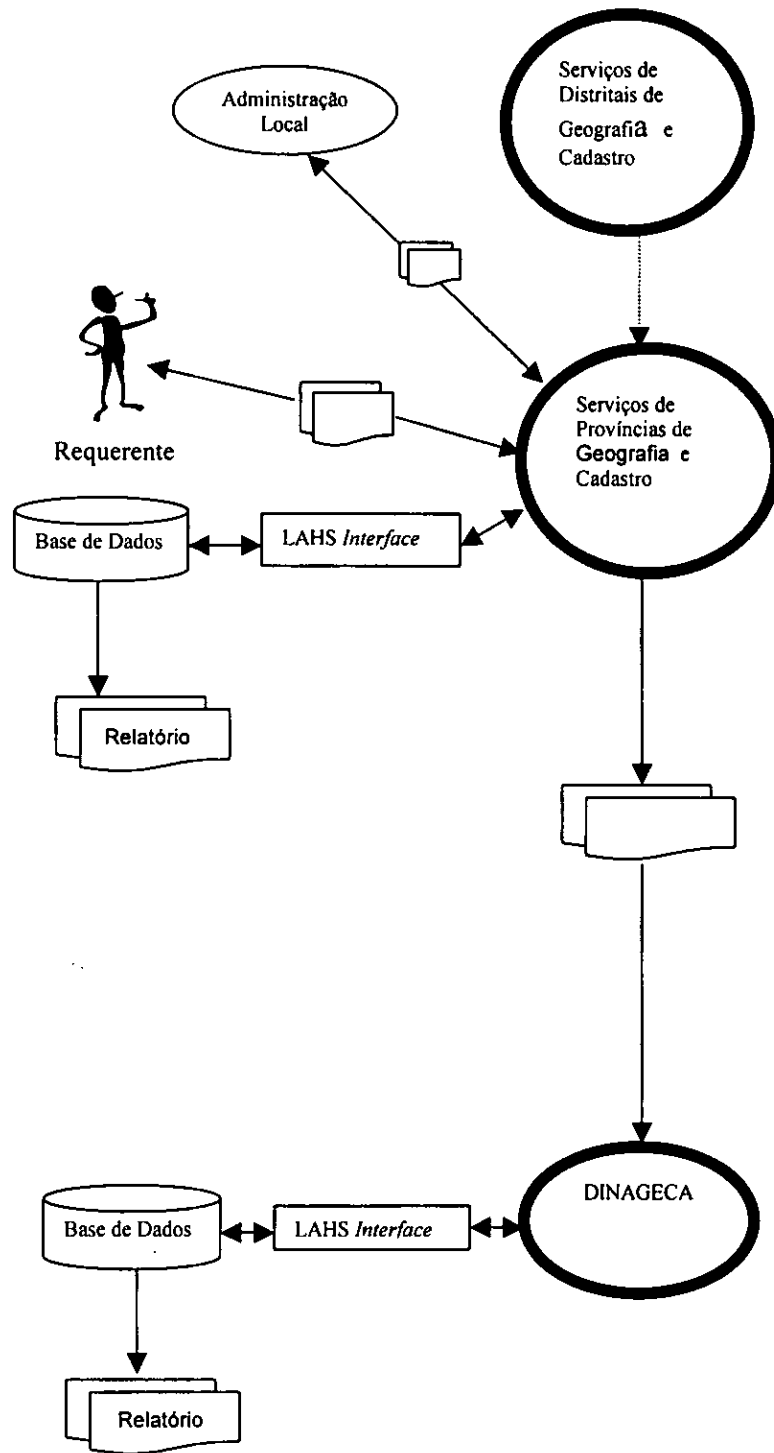 Administração
Local
Serviços de
Distritais de
Geografia e
Cadastro
Requerente
Serviços de
Províncias de
Geografia e
Cadastro
Base de Dados
LAHS Interface
Relatório
DINAGECA
Base de Dados
LAHS Interface
Relatório